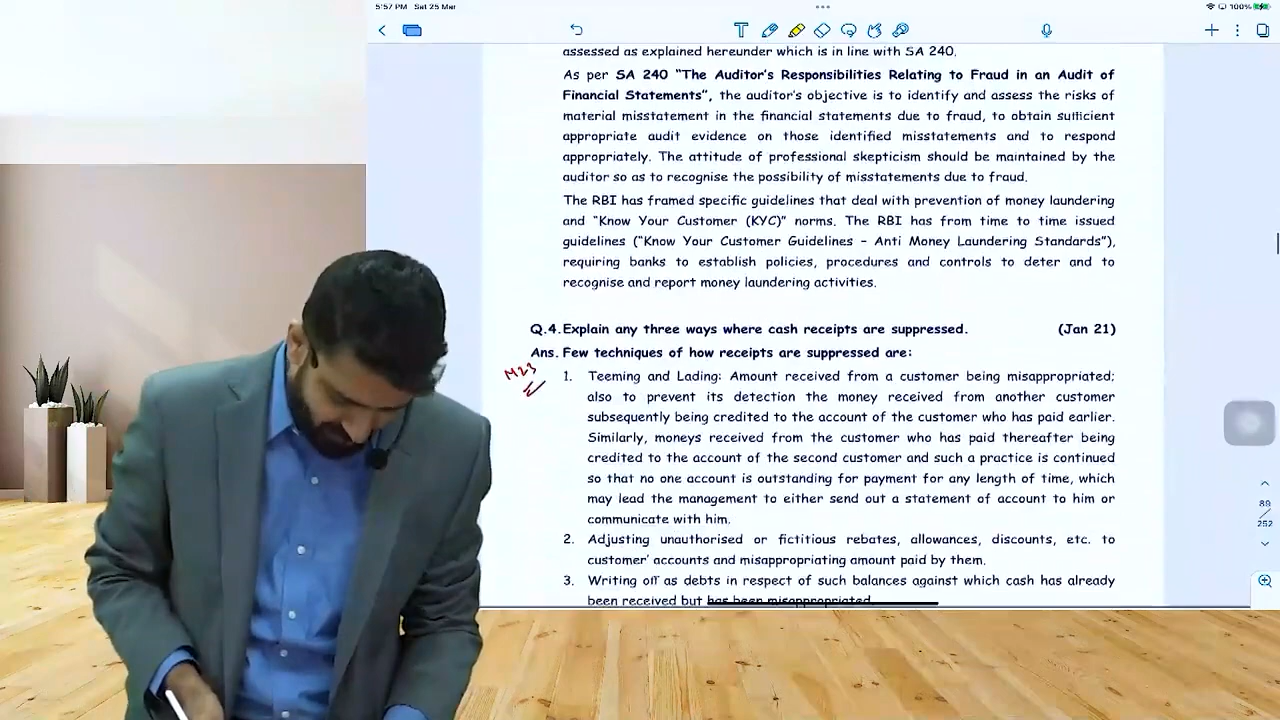 5:57 PM Sat 25 Mar
100%
assessed as explained hereunder which is in line with SA 240.
As per SA 240 “The Auditor’s Responsibilities Relating to Fraud in an Audit of
Financial Statements”, the auditor’s objective is to identify and assess the risks of
material misstatement in the financial statements due to fraud, to obtain sufficient
appropriate audit evidence on those identified misstatements and to respond
appropriately. The attitude of professional skepticism should be maintained by the
auditor so as to recognise the possibility of misstatements due to fraud.
The RBI has framed specific guidelines that deal with prevention of money laundering
and “Know Your Customer (KYC)” norms. The RBI has from time to time issued
guidelines (“Know Your Customer Guidelines – Anti Money Laundering Standards”),
requiring banks to establish policies, procedures and controls to deter and to
recognise and report money laundering activities.
Q.4. Explain any three ways where cash receipts are suppressed. (Jan 21)
Ans. Few techniques of how receipts are suppressed are:
M23
1. Teeming and Lading: Amount received from a customer being misappropriated;
also to prevent its detection the money received from another customer
subsequently being credited to the account of the customer who has paid earlier.
Similarly, moneys received from the customer who has paid thereafter being
credited to the account of the second customer and such a practice is continued
so that no one account is outstanding for payment for any length of time, which
may lead the management to either send out a statement of account to him or
communicate with him.
2. Adjusting unauthorised or fictitious rebates, allowances, discounts, etc. to
customer’ accounts and misappropriating amount paid by them.
3. Writing off as debts in respect of such balances against which cash has already
been received but has been misappropriated.
89
252